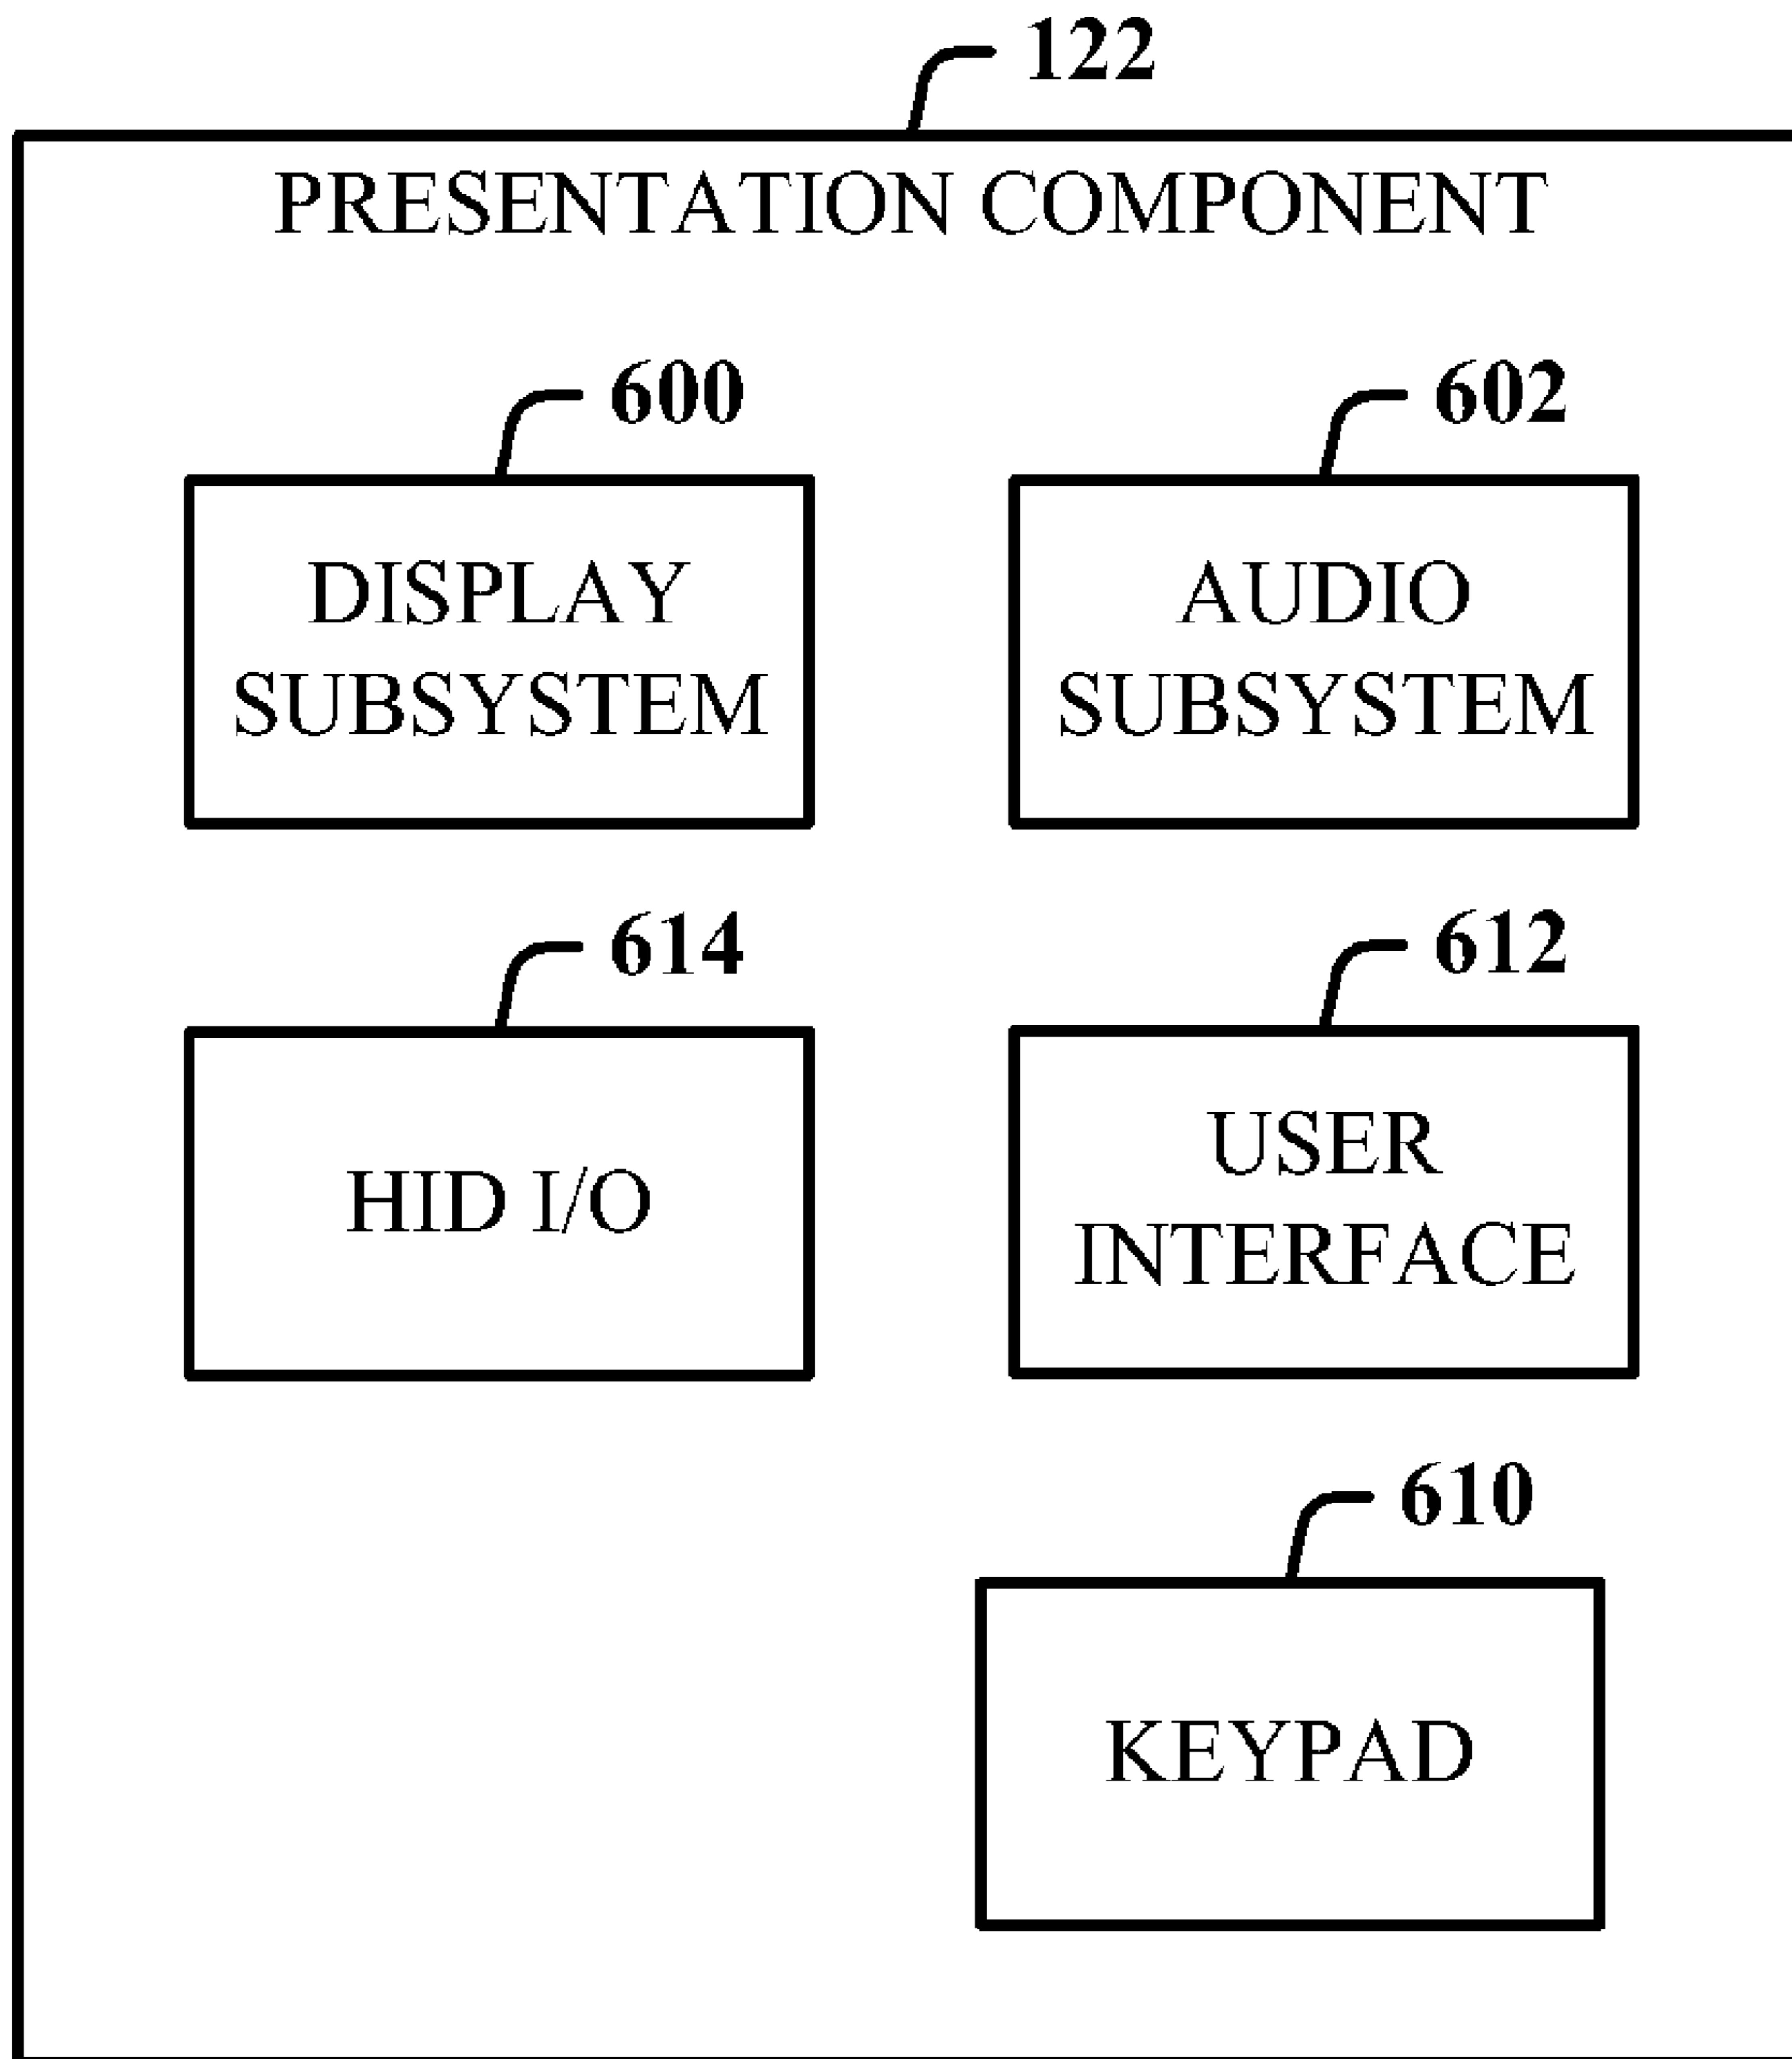 122
PRESENTATION COMPONENT
600
602
DISPLAY
SUBSYSTEM
AUDIO
SUBSYSTEM
614
612
HID I/O
USER
INTERFACE
610
KEYPAD